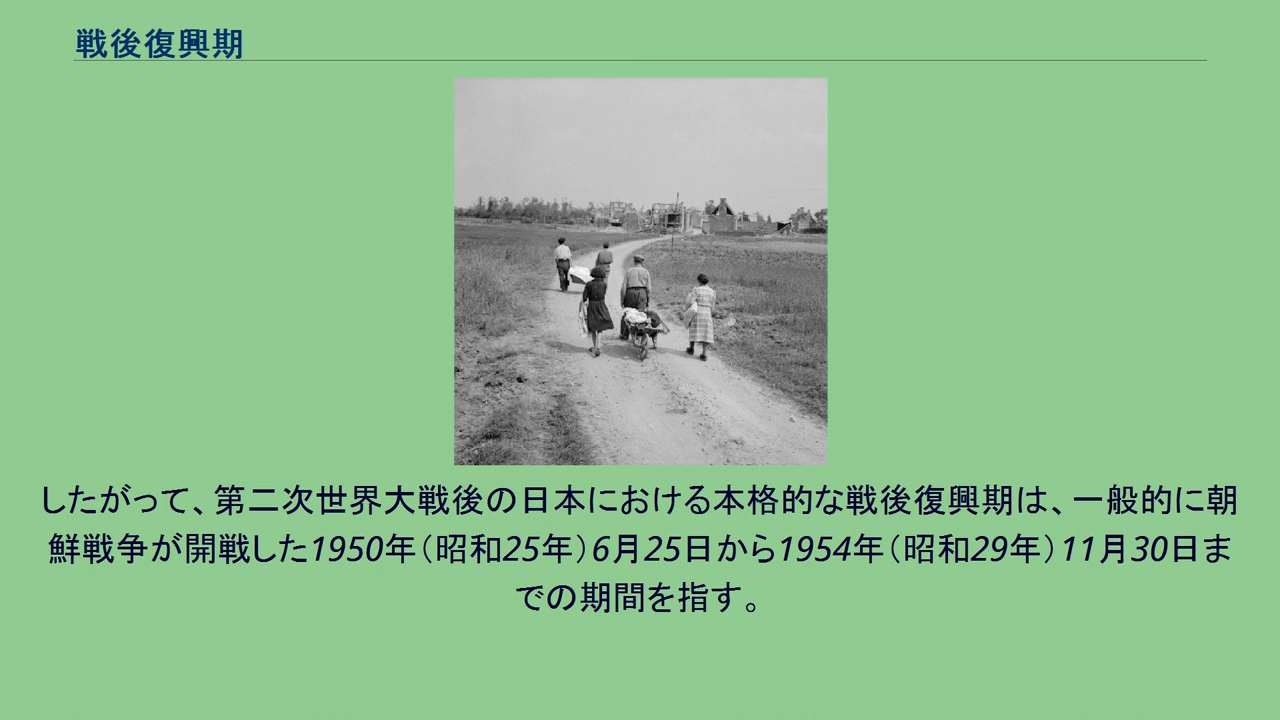 戦後復興期
したがって、第二次世界大戦後の日本における本格的な戦後復興期は、一般的に朝
鮮戦争が開戦した1950年（昭和25年）6月25日から1954年（昭和29年）11月30日ま
での期間を指す。